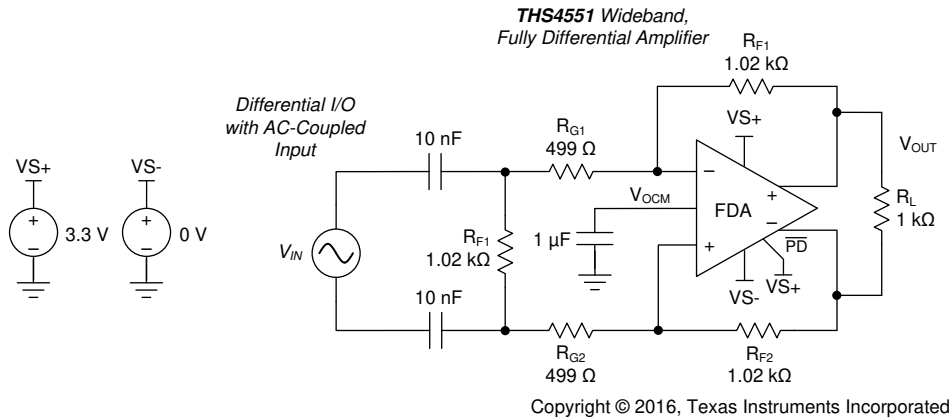 THS4551 Wideband,
Fully Differential Amplifier
RF1
1.02 kΩ
Differential I/O
with AC-Coupled
Input
10 nF
RG1
499 Ω
VS+
VOUT
VS+
VS-
+
−
3.3 V
+
−
0 V
VIN
RF1
1.02 kΩ
VOCM
1 µF
−
+
FDA
+
−
PD
VS-
VS+
RL
1 kΩ
10 nF
RG2
499 Ω
RF2
1.02 kΩ
Copyright © 2016, Texas Instruments Incorporated